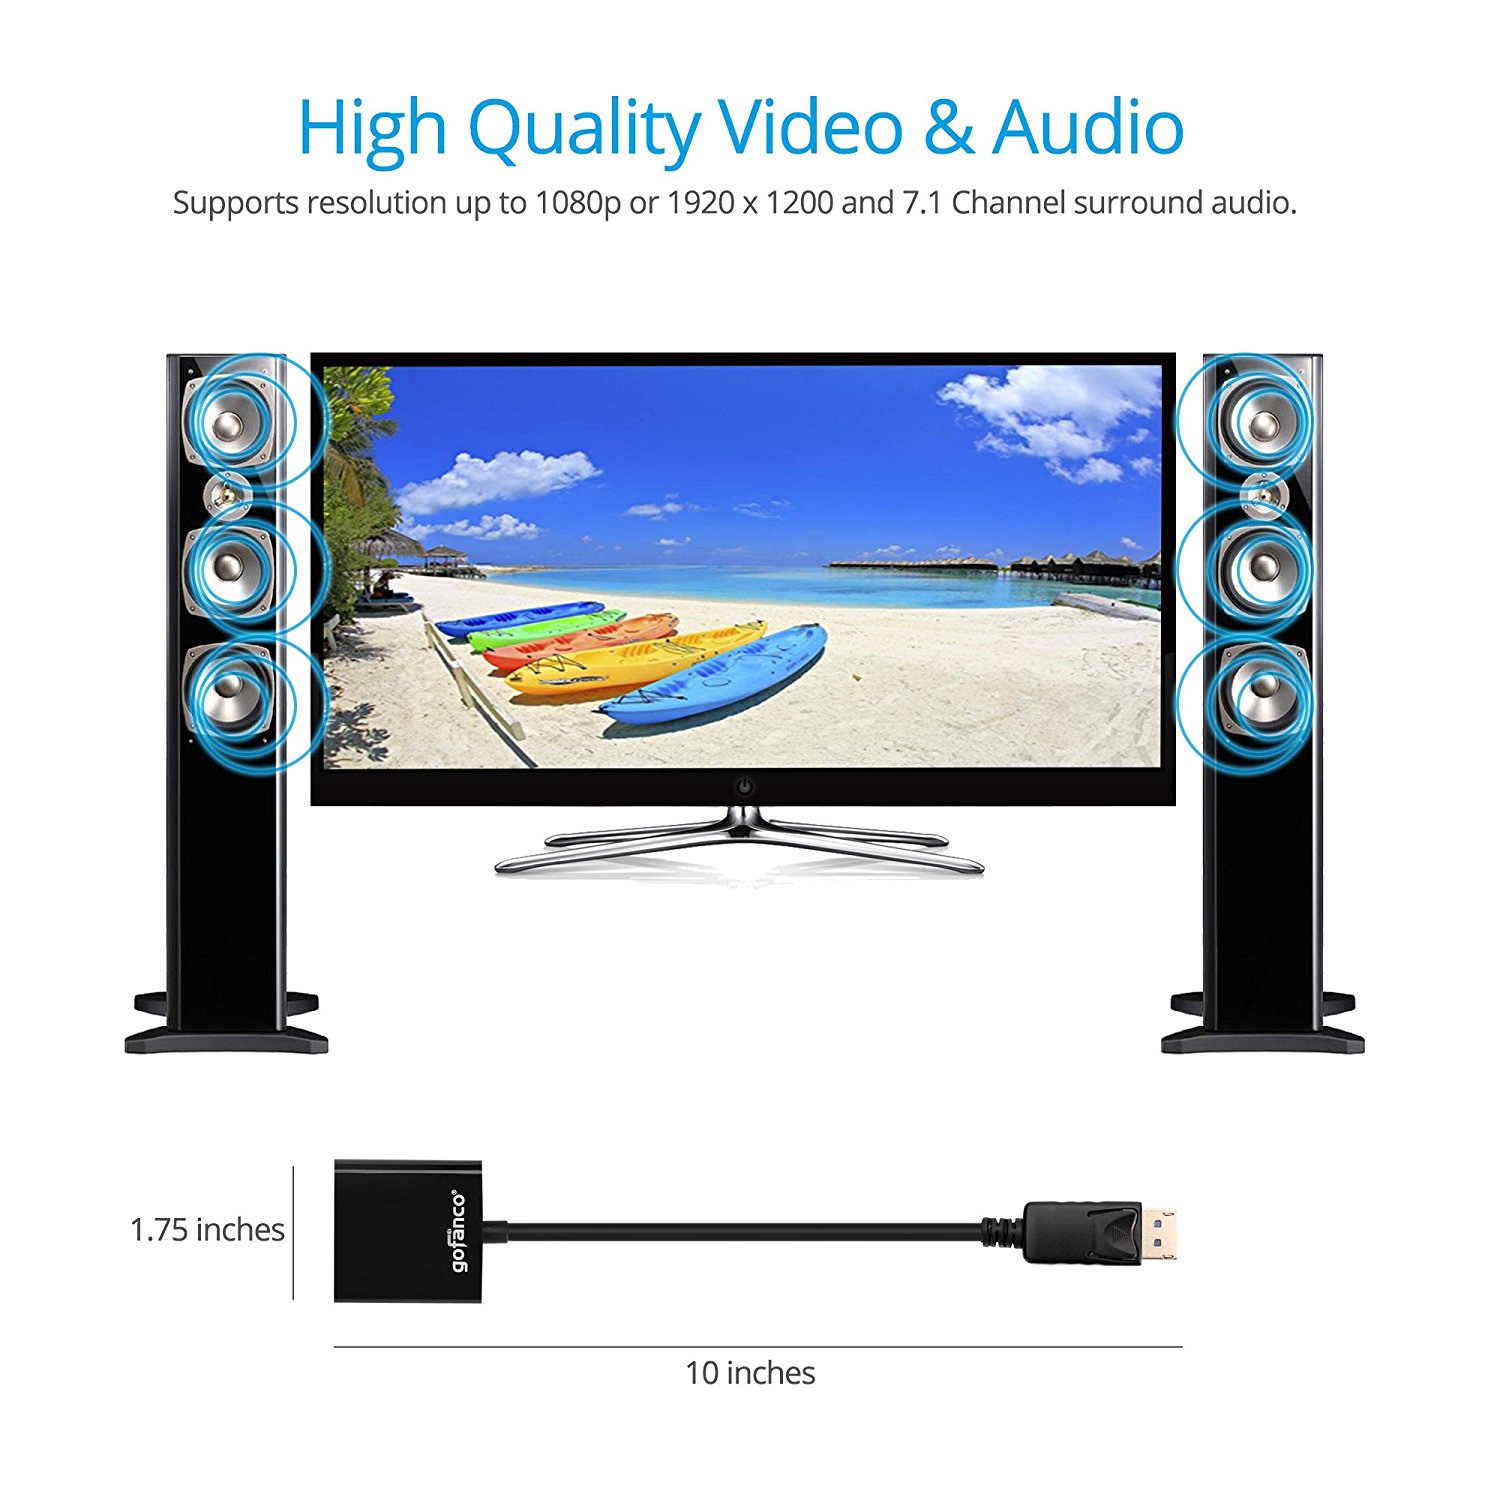 High Quality Video & Audio
Supports resolution up to 1080p or 1920 x 1200 and 7.1 Channel surround audio.
1.75 inches
gofanco®
10 inches